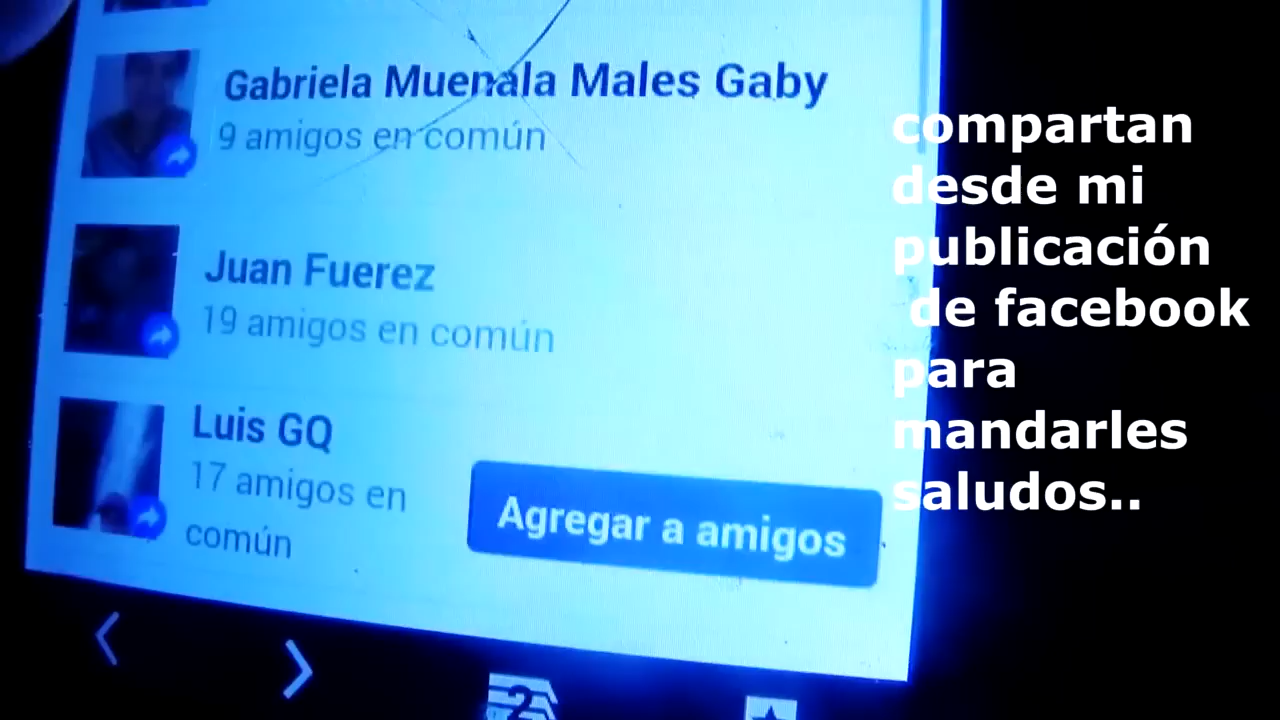 Gabriela Muenala Males Gaby
9 amigos en común
Juan Fuerez
19 amigos en común
Luis GQ
17 amigos en
común
Agregar a amigos
2
compartan
desde mi
publicación
de facebook
para
mandarles
saludos..